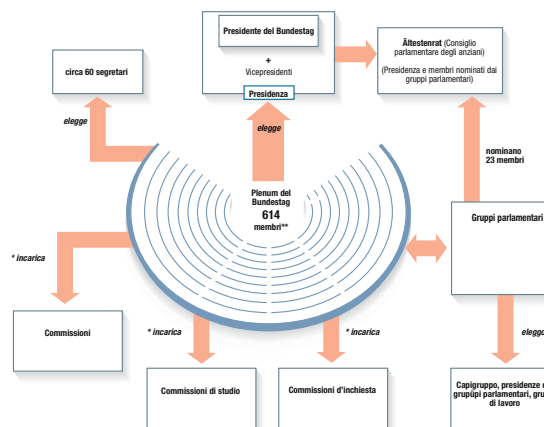 Presidente del Bundestag
+
Vicepresidenti
Presidenza
Ältestenrat (Consiglio
parlamentare degli anziani)
(Presidenza e membri nominati dai
gruppi parlamentari)
circa 60 segretari
elegge
elegge
nominano
23 membri
Plenum del
Bundestag
614
membri**
Gruppi parlamentari
* incarica
Commissioni
* incarica
* incarica
elegge
Commissioni di studio
Commissioni d'inchiesta
Capigruppo, presidenze
grupupi parlamentari,
di lavoro